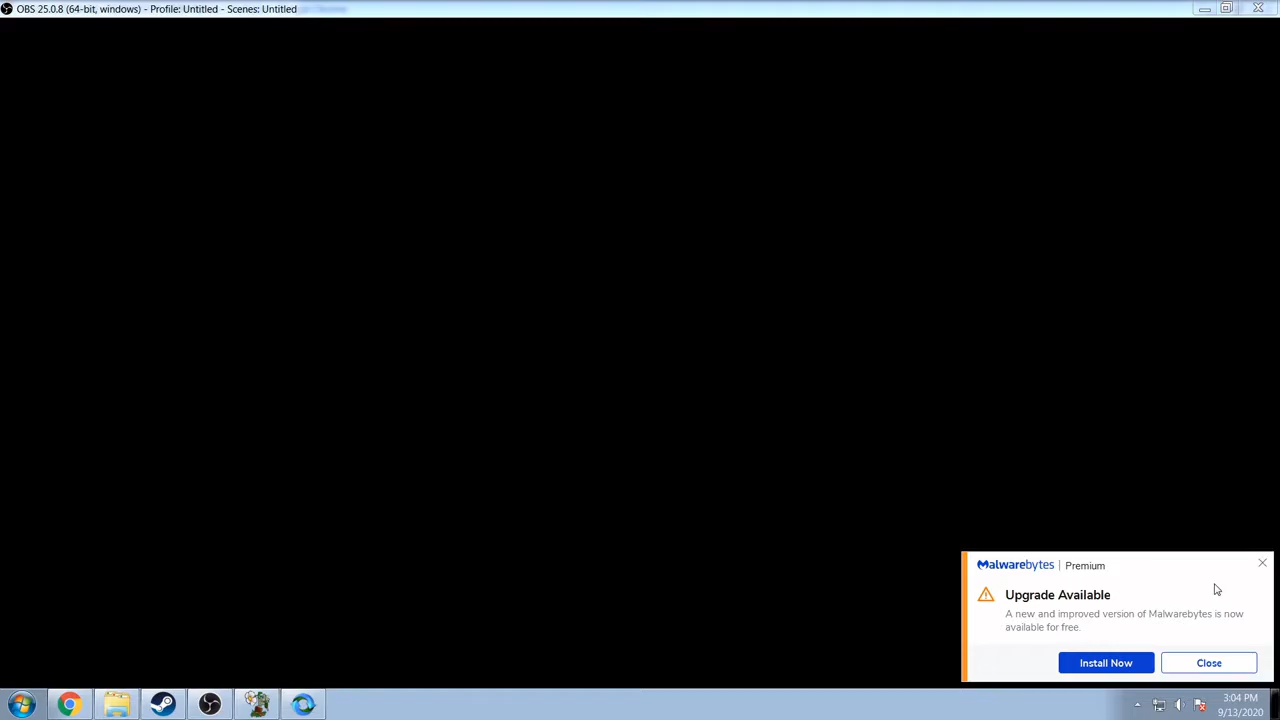 OBS 25.0.8 (64-bit, windows) - Profile: Untitled - Scenes: Untitled
Malwarebytes | Premium
Upgrade Available
A new and improved version of Malwarebytes is now
available for free.
Install Now
Close
3:04 PM
9/13/2020